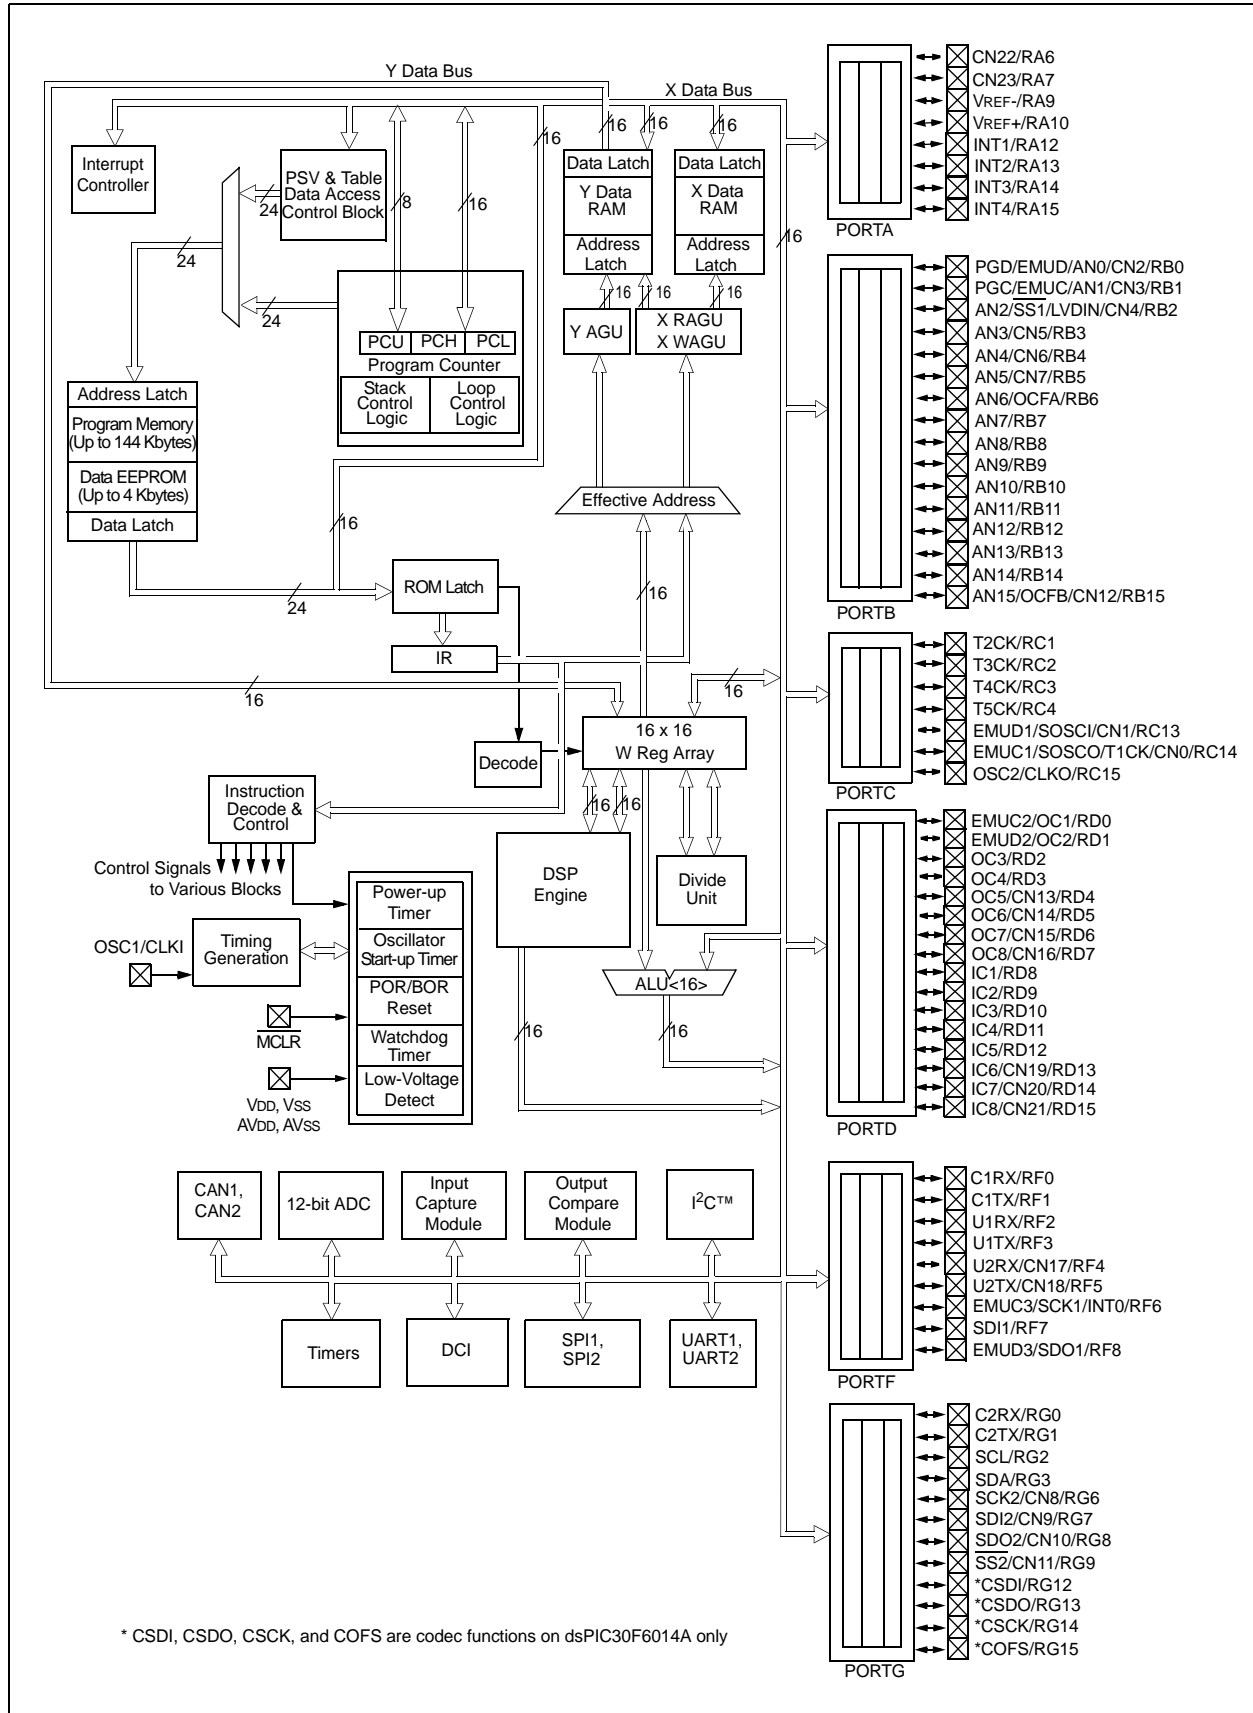 Y Data Bus
X Data Bus
16
16
16
16
Interrupt
Controller
PSV & Table
Data Access
Control Block
24
8
16
Data Latch
Y Data
RAM
Address
Latch
Data Latch
X Data
RAM
Address
Latch
16
24
24
16
16
16
Y AGU
X RAGU
X WAGU
PCU
PCH
PCL
Program Counter
Stack
Control
Logic
Loop
Control
Logic
Address Latch
Program Memory
(Up to 144 Kbytes)
Data EEPROM
(Up to 4 Kbytes)
Data Latch
Effective Address
16
24
ROM Latch
16
IR
16
16
16 x 16
W Reg Array
Decode
Instruction
Decode &
Control
16
16
Control Signals
to Various Blocks
DSP
Engine
Divide
Unit
Power-up
Timer
Oscillator
Start-up Timer
POR/BOR
Reset
Watchdog
Timer
Low-Voltage
Detect
OSC1/CLKI
Timing
Generation
ALU<16>
MCLR
16
16
VDD, VSS
AVDD, AVSS
CAN1,
CAN2
12-bit ADC
Input
Capture
Module
Output
Compare
Module
I2C™
Timers
DCI
SPI1,
SPI2
UART1,
UART2
CN22/RA6
CN23/RA7
VREF-/RA9
VREF+/RA10
INT1/RA12
INT2/RA13
INT3/RA14
INT4/RA15
PORTA
PGD/EMUD/AN0/CN2/RB0
PGC/EMUC/AN1/CN3/RB1
AN2/SS1/LVDIN/CN4/RB2
AN3/CN5/RB3
AN4/CN6/RB4
AN5/CN7/RB5
AN6/OCFA/RB6
AN7/RB7
AN8/RB8
AN9/RB9
AN10/RB10
AN11/RB11
AN12/RB12
AN13/RB13
AN14/RB14
AN15/OCFB/CN12/RB15
PORTB
T2CK/RC1
T3CK/RC2
T4CK/RC3
T5CK/RC4
EMUD1/SOSCI/CN1/RC13
EMUC1/SOSCO/T1CK/CN0/RC14
OSC2/CLKO/RC15
PORTC
EMUC2/OC1/RD0
EMUD2/OC2/RD1
OC3/RD2
OC4/RD3
OC5/CN13/RD4
OC6/CN14/RD5
OC7/CN15/RD6
OC8/CN16/RD7
IC1/RD8
IC2/RD9
IC3/RD10
IC4/RD11
IC5/RD12
IC6/CN19/RD13
IC7/CN20/RD14
IC8/CN21/RD15
PORTD
C1RX/RF0
C1TX/RF1
U1RX/RF2
U1TX/RF3
U2RX/CN17/RF4
U2TX/CN18/RF5
EMUC3/SCK1/INT0/RF6
SDI1/RF7
EMUD3/SDO1/RF8
PORTF
C2RX/RG0
C2TX/RG1
SCL/RG2
SDA/RG3
SCK2/CN8/RG6
SDI2/CN9/RG7
SDO2/CN10/RG8
SS2/CN11/RG9
*CSDI/RG12
*CSDO/RG13
*CSCK/RG14
*COFS/RG15
PORTG
* CSDI, CSDO, CSCK, and COFS are codec functions on dsPIC30F6014A only